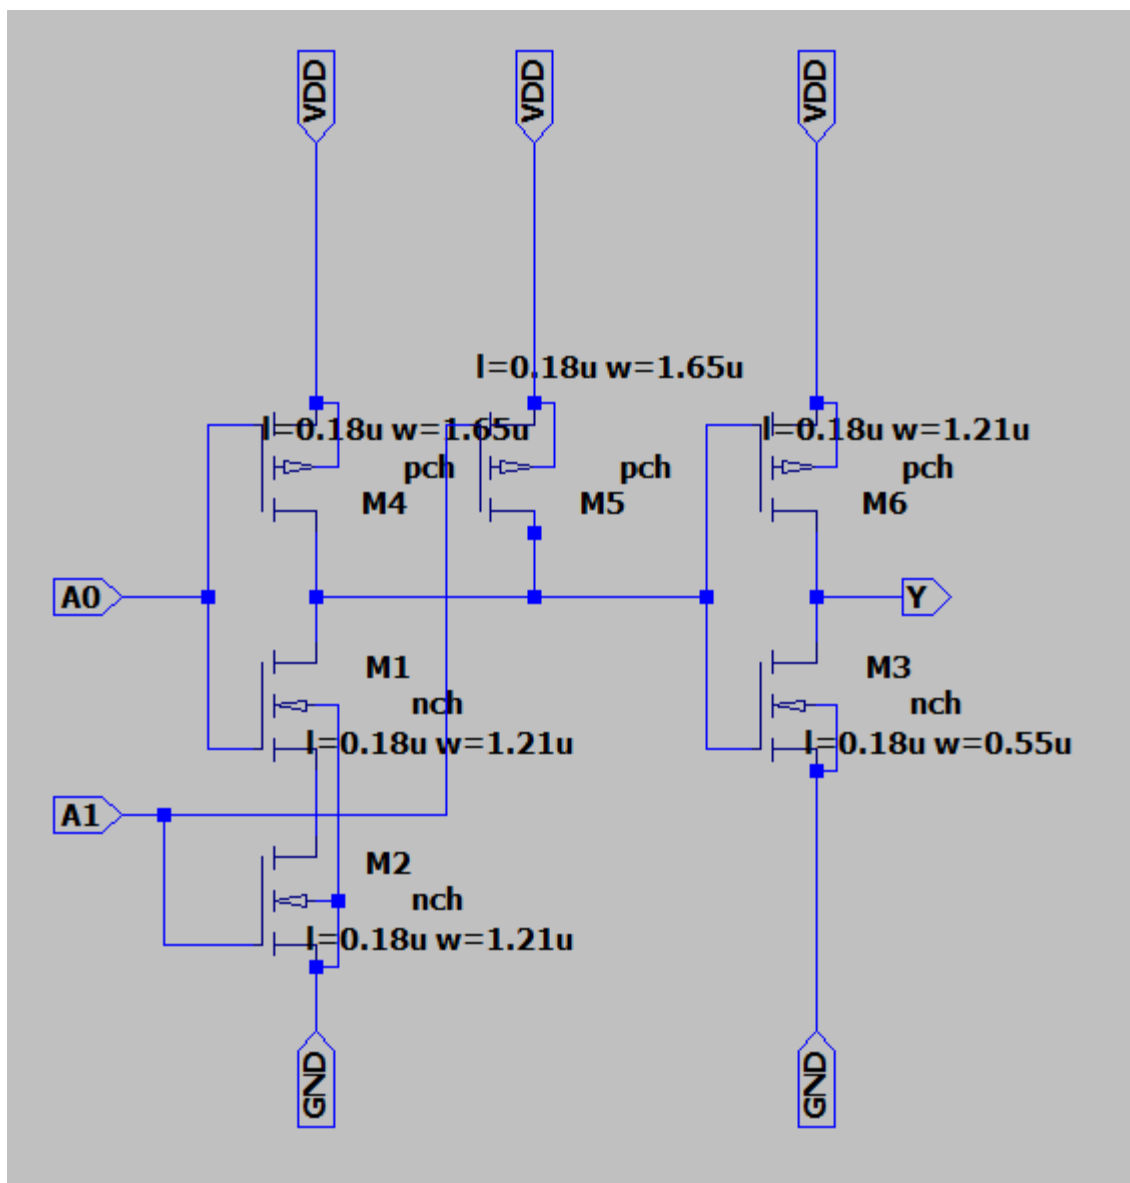 VDD
VDD
VDD
l=0.18u w=1.65u
l=0.18u w=1.65u
l=0.18u w=1.21u
pch
pch
pch
M4
M5
M6
A0
Y
M1
M3
nch
nch
l=0.18u w=1.21u
l=0.18u w=0.55u
A1
M2
nch
l=0.18u w=1.21u
GND
GND